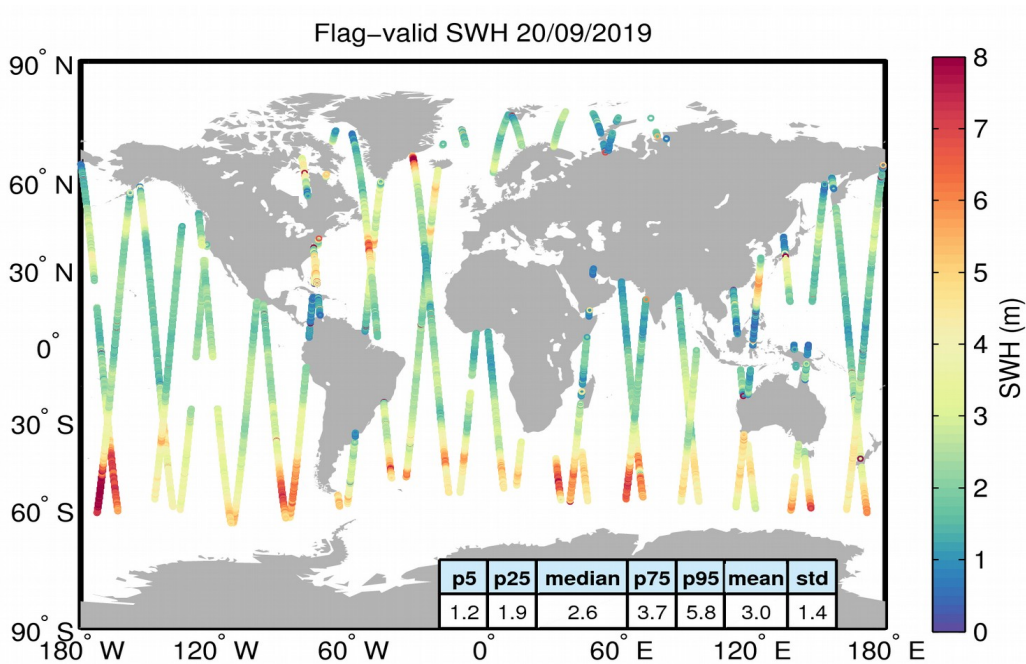 Flag−valid SWH 20/09/2019
90° N
60° N
30° N
0°
30° S
60° S
90° S
180° W
120° W
60° W
0°
60° E
120° E
180° E
8
7
6
5
4
3
2
1
0
SWH (m)
p5 p25 median p75 p95 mean std
1.2 1.9 2.6 3.7 5.8 3.0 1.4